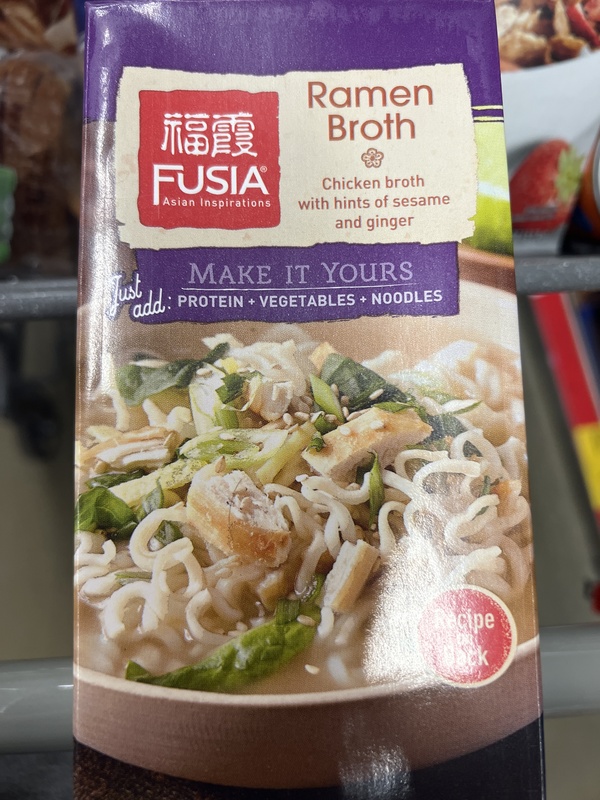 福霞
FUSIA®
Asian Inspirations
Ramen
Broth
Chicken broth
with hints of sesame
and ginger
MAKE IT YOURS
Just
add: PROTEIN + VEGETABLES + NOODLES
Recipe
on
Back